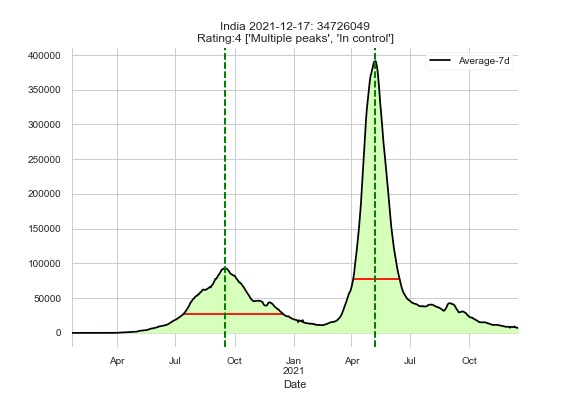 India 2021-12-17: 34726049
Rating:4 ['Multiple peaks', 'In control']
Average-7d
400000
350000
300000
250000
200000
150000
100000
50000
0
Apr Jul Oct Jan Apr Jul Oct
2021
Date